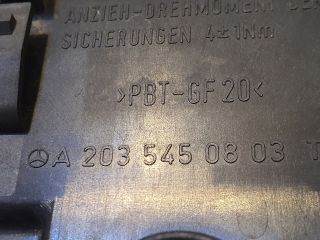 ANZIEH-DREHMOMENT DER
SICHERUNGEN 4±1Nm
>PBT-GF20<
A 203 545 08 03 T